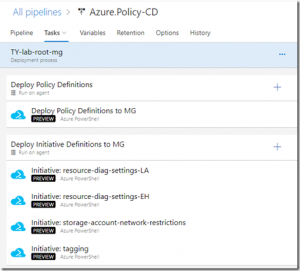 All pipelines > Azure.Policy-CD
Pipeline Tasks Variables Retention Options History
TY-lab-root-mg
Deployment process
Deploy Policy Definitions
Run on agent
Deploy Policy Definitions to MG
PREVIEW Azure PowerShell
Deploy Initiative Definitions to MG
Run on agent
Initiative: resource-diag-settings-LA
PREVIEW Azure PowerShell
Initiative: resource-diag-settings-EH
PREVIEW Azure PowerShell
Initiative: storage-account-network-restrictions
PREVIEW Azure PowerShell
Initiative: tagging
PREVIEW Azure PowerShell